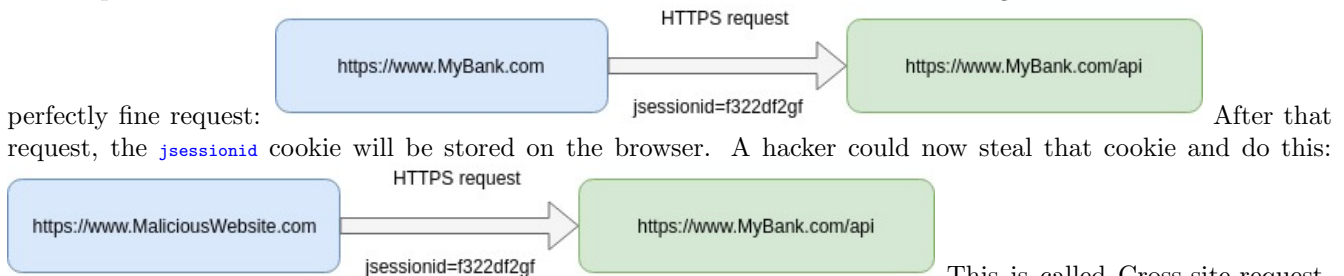 HTTPS request
https://www.MyBank.com
https://www.MyBank.com/api
jsessionid=f322df2gf
perfectly fine request:
After that
request, the jsessionid cookie will be stored on the browser. A hacker could now steal that cookie and do this:
HTTPS request
https://www.MaliciousWebsite.com
https://www.MyBank.com/api
jsessionid=f322df2gf
This is called Cross-site request